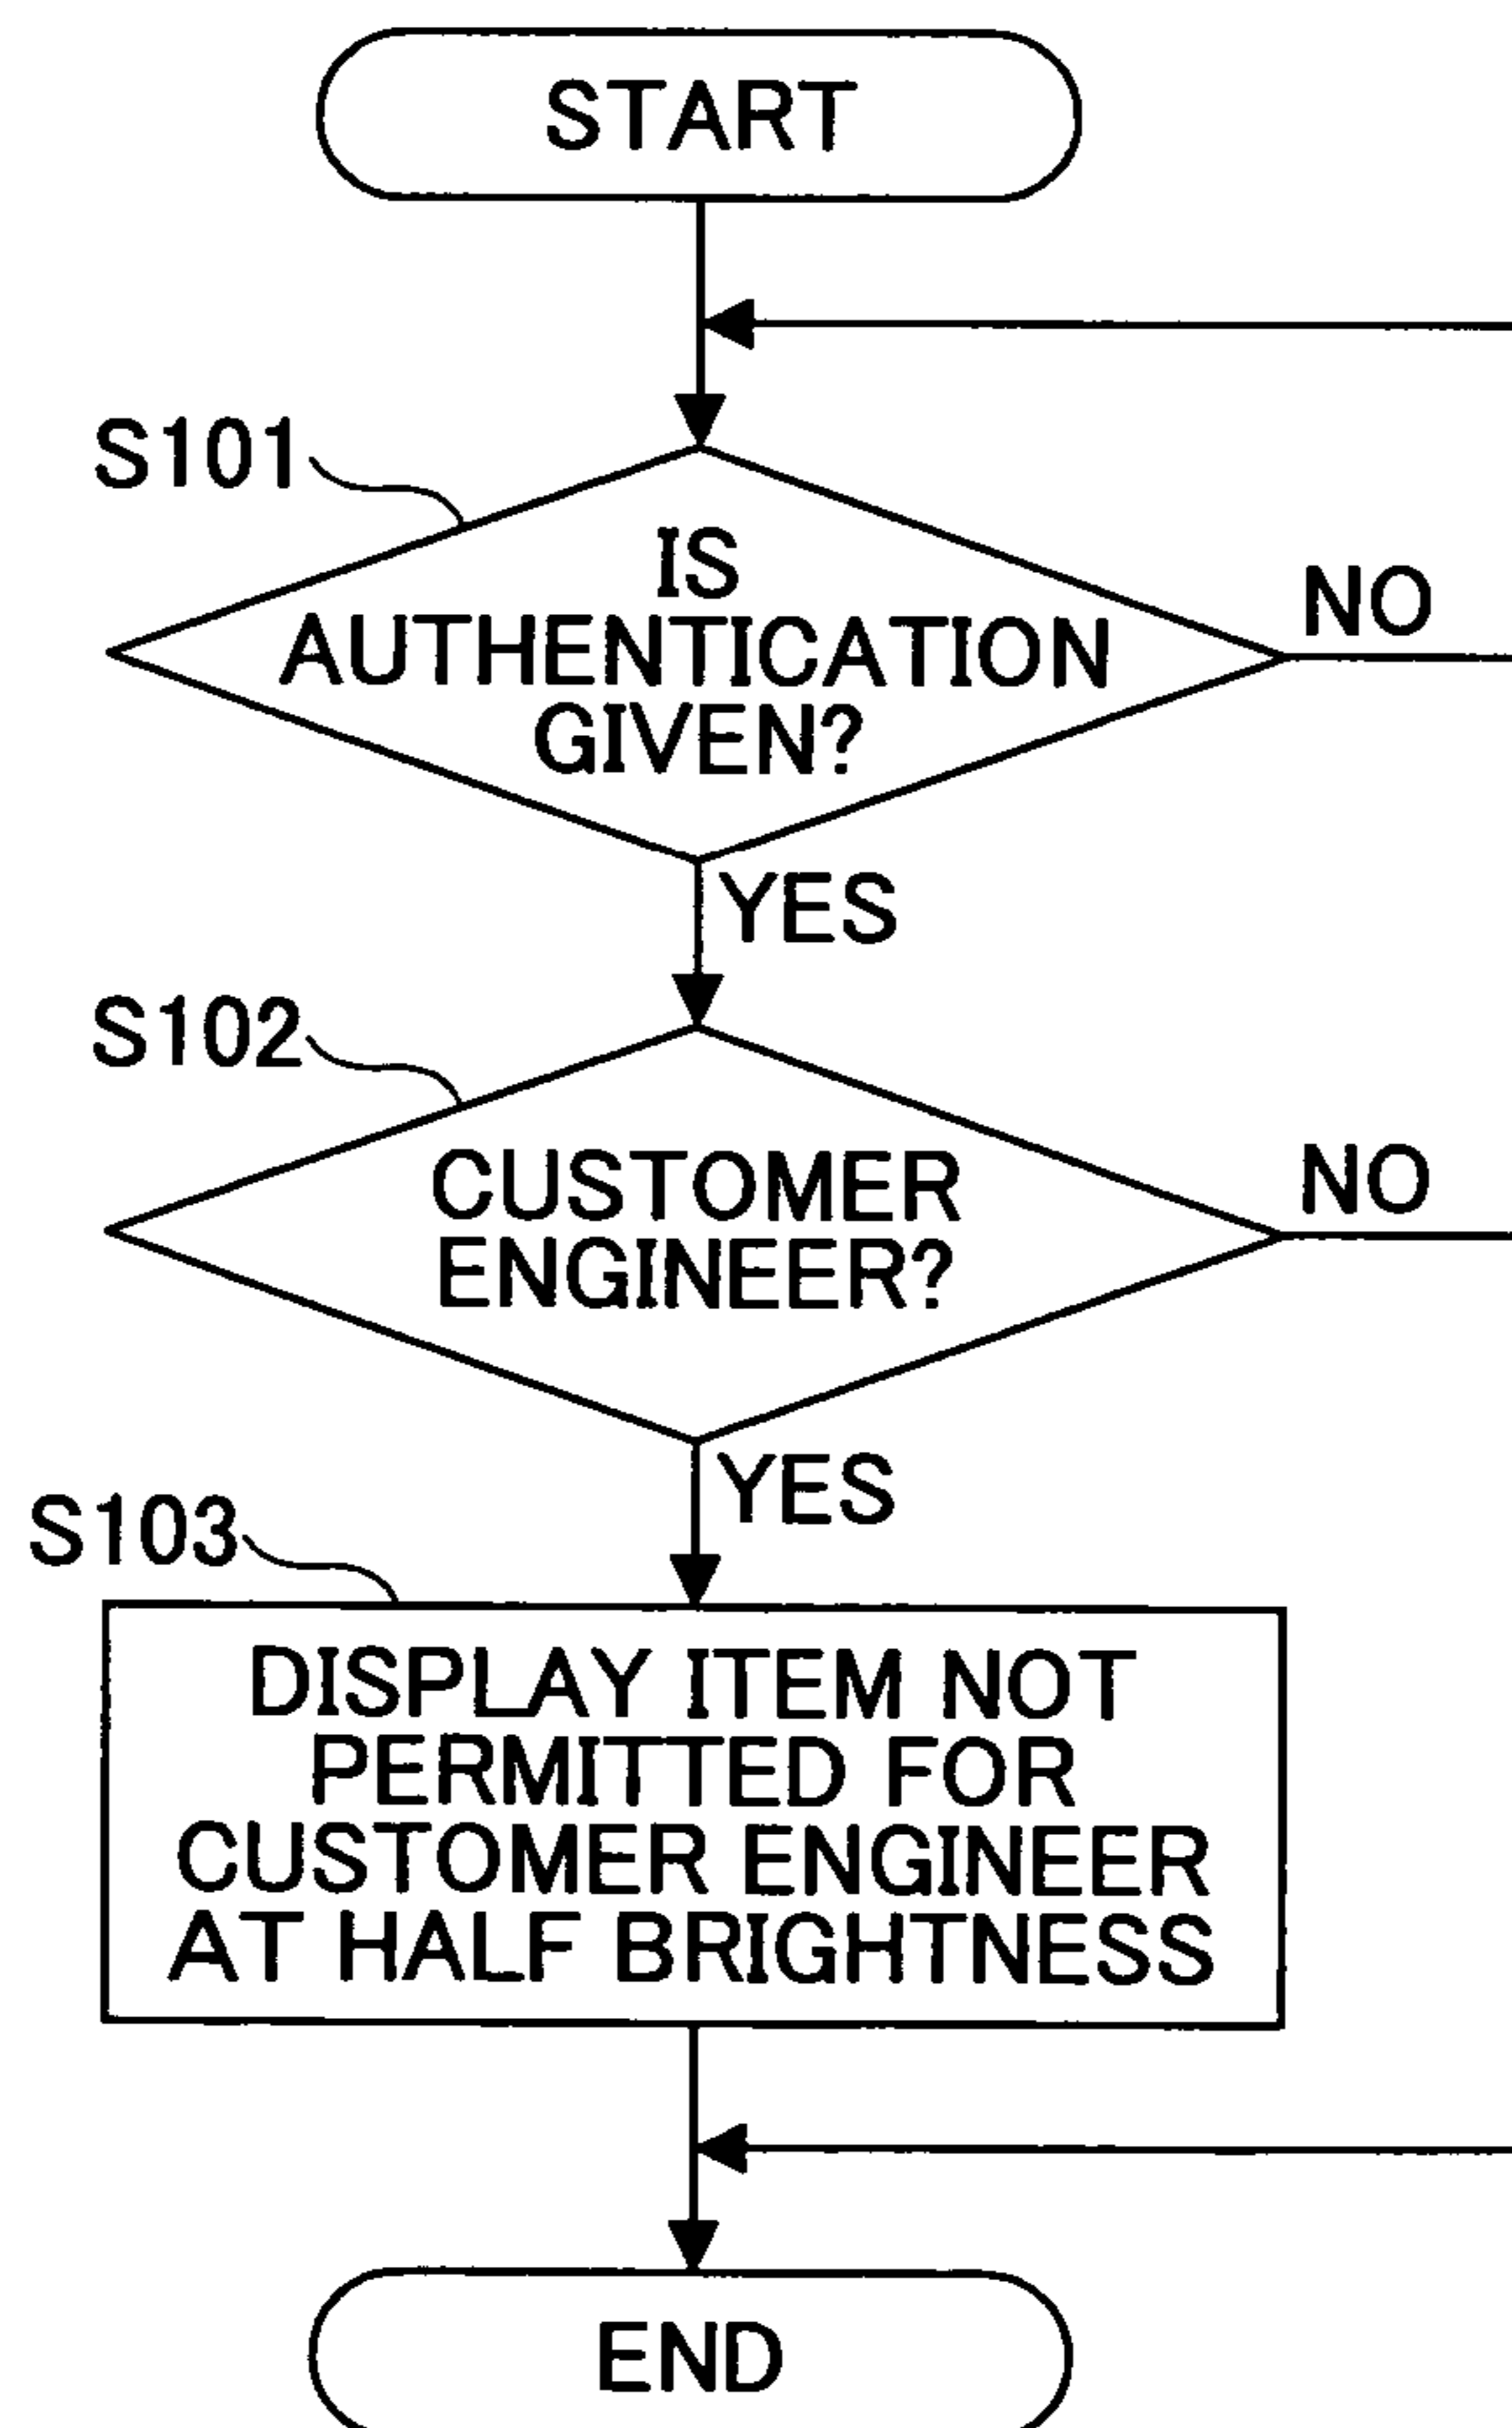 START
S101
IS
AUTHENTICATION
GIVEN?
NO
YES
S102
CUSTOMER
ENGINEER?
NO
YES
S103
DISPLAY ITEM NOT
PERMITTED FOR
CUSTOMER ENGINEER
AT HALF BRIGHTNESS
END